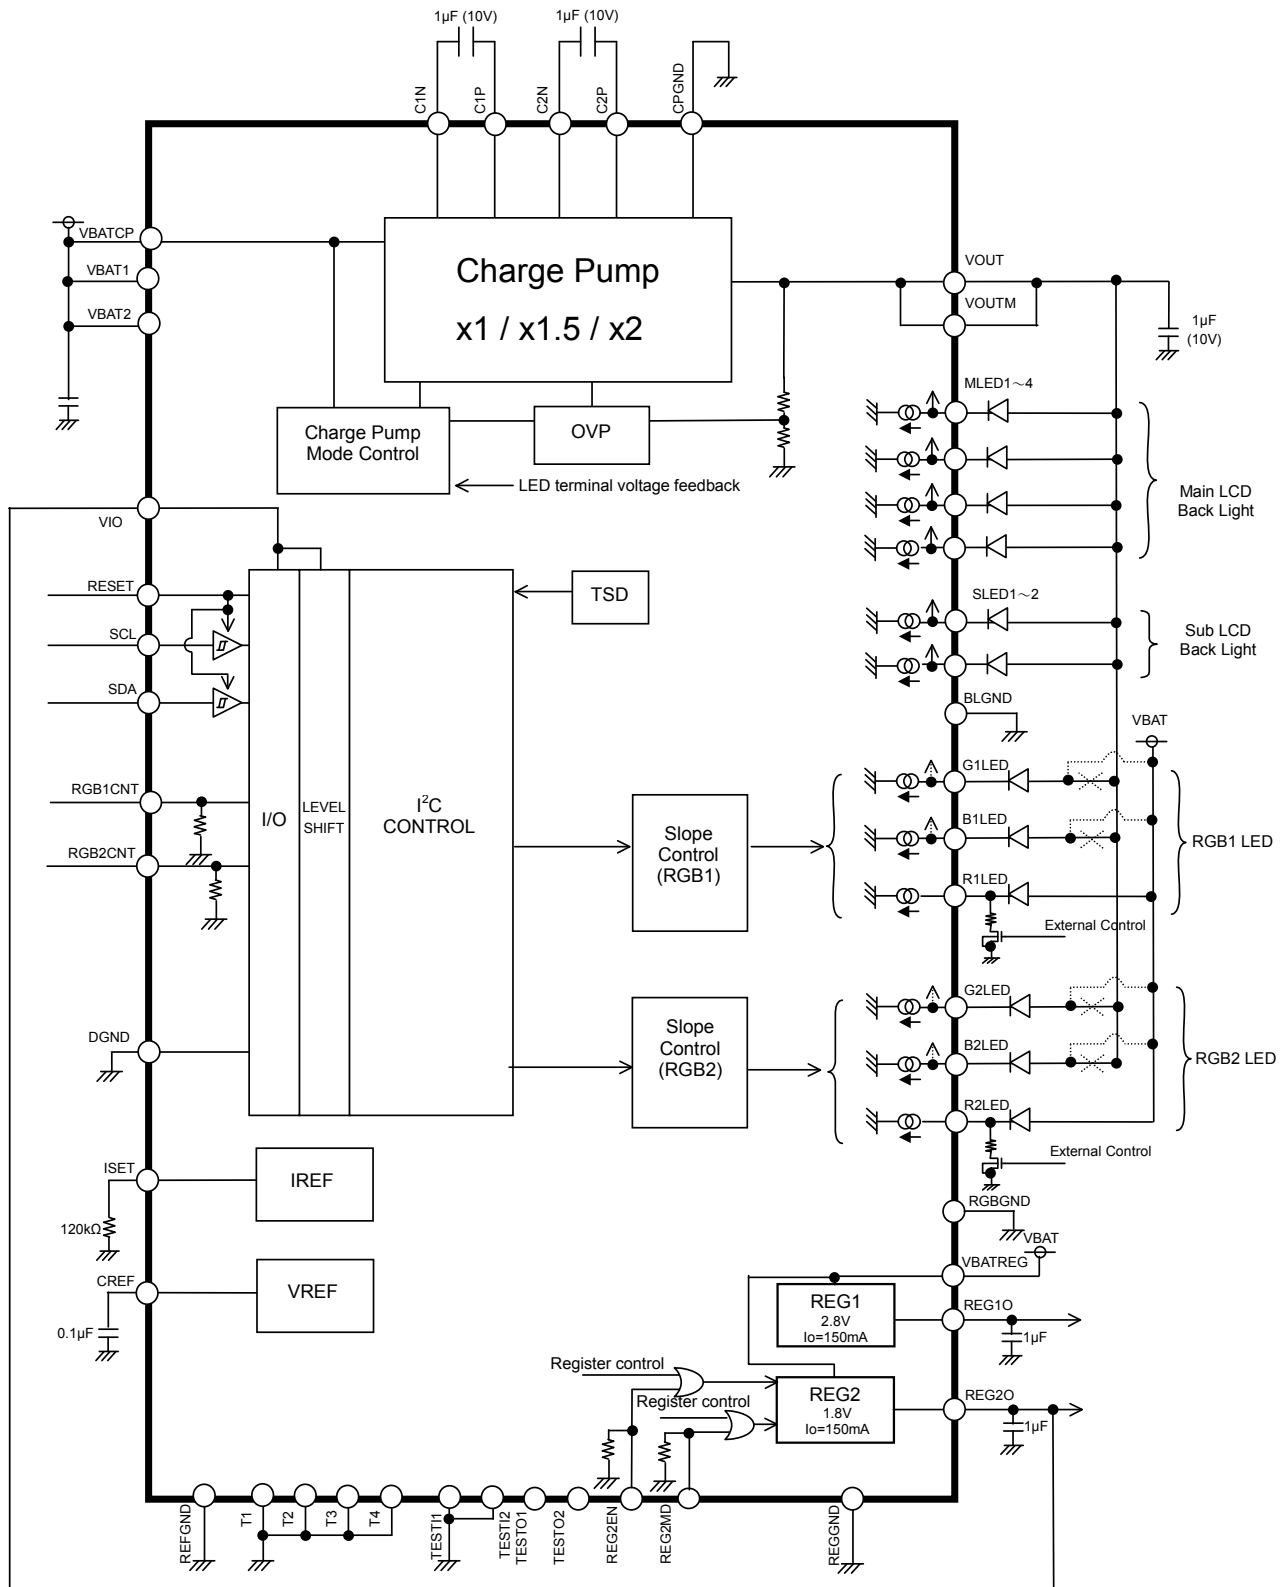 1µF (10V)
1µF (10V)
C1N
C1P
C2N
C2P
CPGND
VBATCP
VBAT1
VBAT2
Charge Pump
x1 / x1.5 / x2
VOUT
VOUTM
1µF
(10V)
Charge Pump
Mode Control
OVP
LED terminal voltage feedback
MLED1～4
Main LCD
Back Light
VIO
RESET
SCL
SDA
TSD
SLED1～2
Sub LCD
Back Light
BLGND
VBAT
RGB1CNT
RGB2CNT
I/O
LEVEL
SHIFT
I²C
CONTROL
Slope
Control
(RGB1)
G1LED
B1LED
R1LED
RGB1 LED
External Control
DGND
Slope
Control
(RGB2)
G2LED
B2LED
R2LED
RGB2 LED
External Control
ISET
IREF
120kΩ
RGBGND
VBAT
VBATREG
CREF
VREF
0.1µF
REG1
2.8V
Io=150mA
REG1O
1µF
Register control
Register control
REG2
1.8V
Io=150mA
REG2O
1µF
REFGND
T1
T2
T3
T4
TESTI1
TESTI2
TESTO1
TESTO2
REG2EN
REG2MD
REGGND